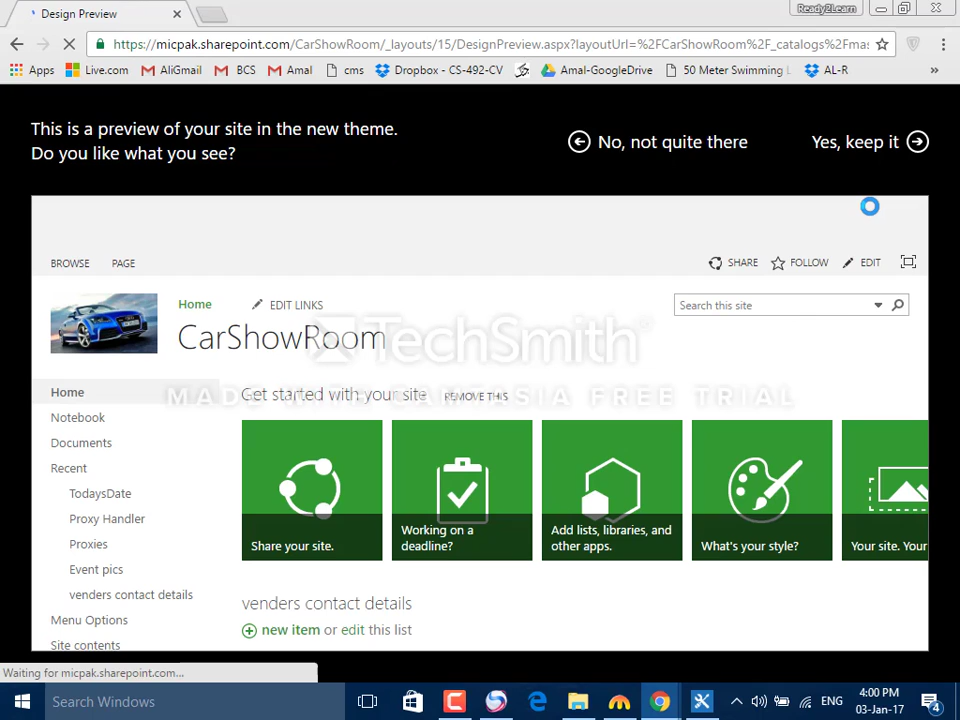 Design Preview
Ready2Learn
https://micpak.sharepoint.com/CarShowRoom/_layouts/15/DesignPreview.aspx?layoutUrl=%2FCarShowRoom%2F_catalogs%2Fmas
Apps Live.com AliGmail BCS Amal cms Dropbox - CS-492-CV Amal-GoogleDrive 50 Meter Swimming AL-R »
This is a preview of your site in the new theme.
Do you like what you see?
No, not quite there
Yes, keep it
BROWSE PAGE
SHARE FOLLOW EDIT
Home EDIT LINKS
Search this site
CarShowRoom
TechSmith®
MADE WITH CAMTASIA FREE TRIAL
Get started with your site REMOVE THIS
Home
Notebook
Documents
Recent
TodaysDate
Proxy Handler
Proxies
Event pics
venders contact details
Menu Options
Site contents
Share your site.
Working on a
deadline?
Add lists, libraries, and
other apps.
What's your style?
Your site. Your
venders contact details
new item or edit this list
Waiting for micpak.sharepoint.com...
Search Windows
ENG
4:00 PM
03-Jan-17
4